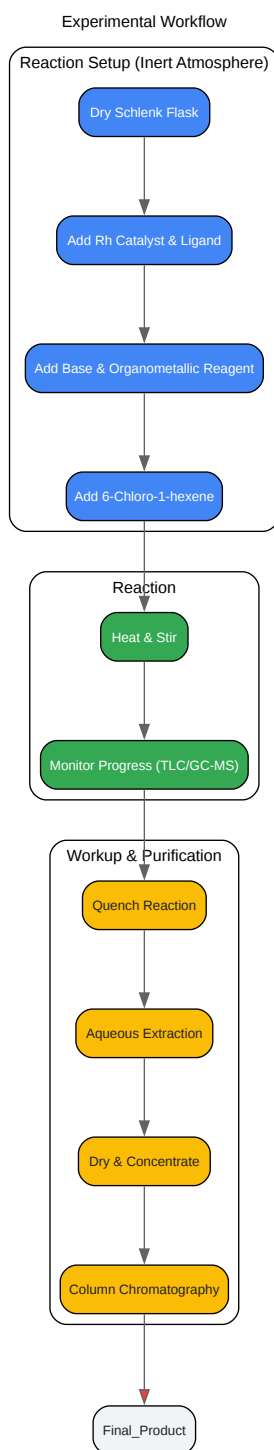 Experimental Workflow
Reaction Setup (Inert Atmosphere)
Dry Schlenk Flask
Add Rh Catalyst & Ligand
Add Base & Organometallic Reagent
Add 6-Chloro-1-hexene
Reaction
Heat & Stir
Monitor Progress (TLC/GC-MS)
Workup & Purification
Quench Reaction
Aqueous Extraction
Dry & Concentrate
Column Chromatography
Final_Product